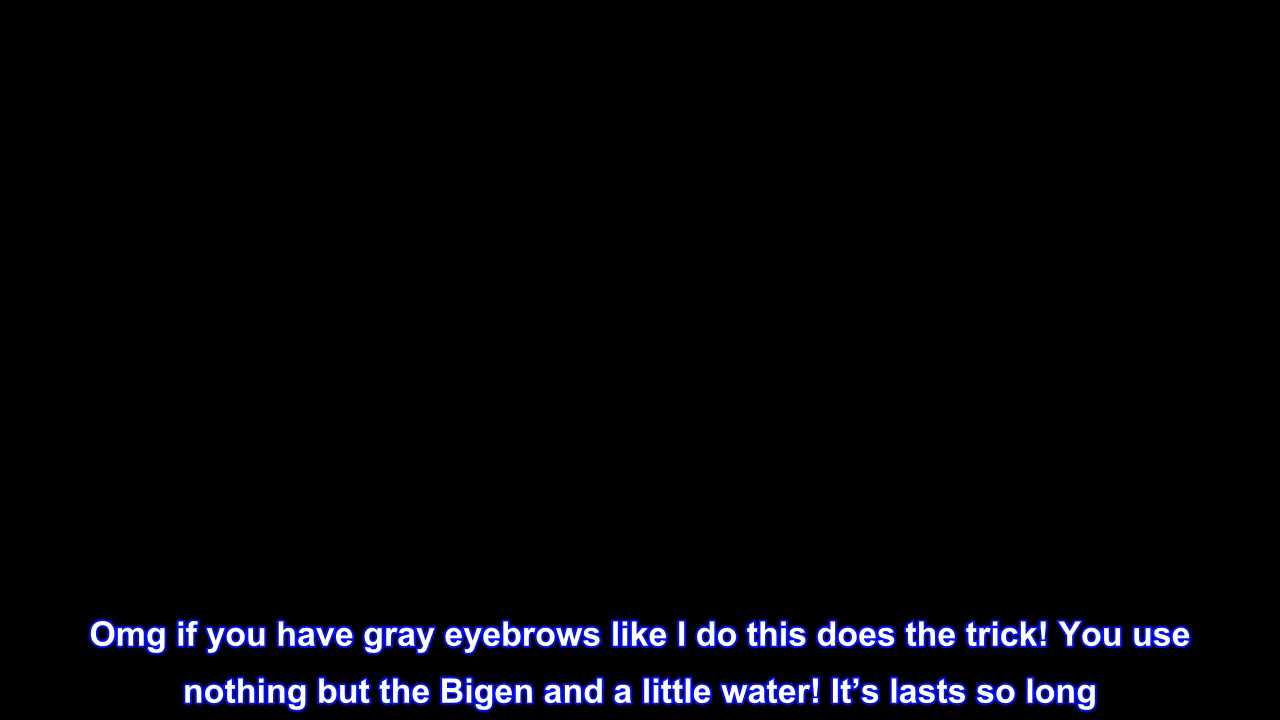 Omg if you have gray eyebrows like I do this does the trick! You use
nothing but the Bigen and a little water! It’s lasts so long